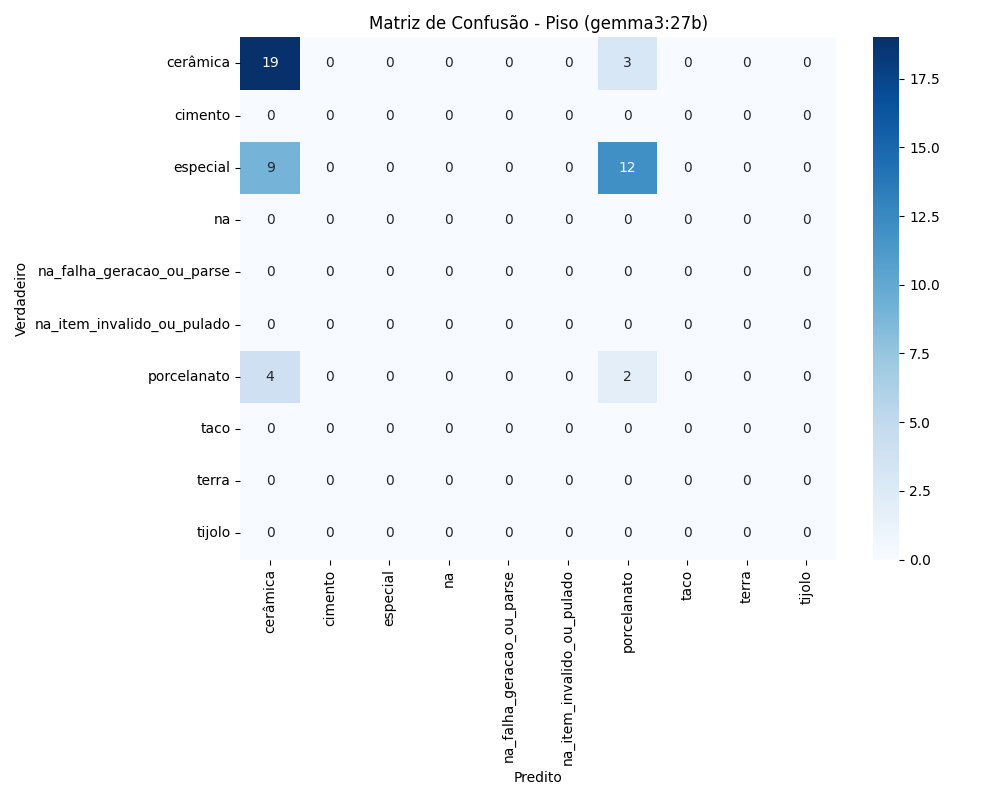 Matriz de Confusão - Piso (gemma3:27b)
cerâmica 19 0 0 0 0 0 3 0 0 0
cimento 0 0 0 0 0 0 0 0 0 0
especial 9 0 0 0 0 0 12 0 0 0
na 0 0 0 0 0 0 0 0 0 0
na_falha_geracao_ou_parse 0 0 0 0 0 0 0 0 0 0
na_item_invalido_ou_pulado 0 0 0 0 0 0 0 0 0 0
porcelanato 4 0 0 0 0 0 2 0 0 0
taco 0 0 0 0 0 0 0 0 0 0
terra 0 0 0 0 0 0 0 0 0 0
tijolo 0 0 0 0 0 0 0 0 0 0
Verdadeiro
cerâmica
cimento
especial
na
na_falha_geracao_ou_parse
na_item_invalido_ou_pulado
porcelanato
taco
terra
tijolo
Predito
17.5
15.0
12.5
10.0
7.5
5.0
2.5
0.0